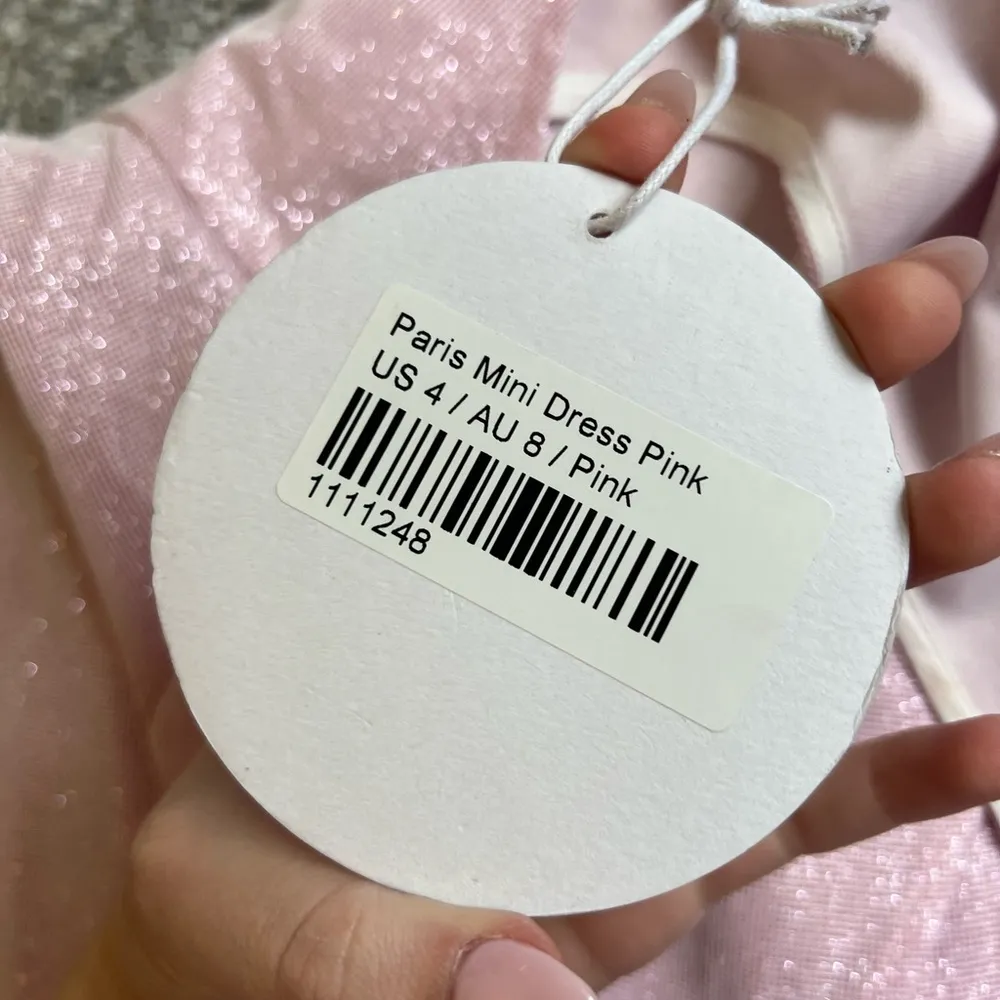 Paris Mini Dress Pink
US 4 / AU 8 / Pink
1111248